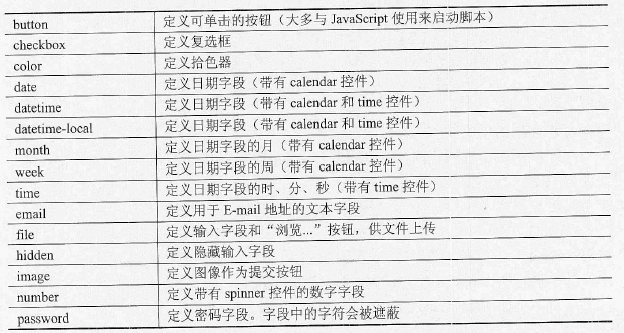 button 定义可单击的按钮（大多与 JavaScript 使用来启动脚本）
checkbox 定义复选框
color 定义拾色器
date 定义日期字段（带有 calendar 控件）
datetime 定义日期字段（带有 calendar 和 time 控件）
datetime-local 定义日期字段（带有 calendar 和 time 控件）
month 定义日期字段的月（带有 calendar 控件）
week 定义日期字段的周（带有 calendar 控件）
time 定义日期字段的时、分、秒（带有 time 控件）
email 定义用于 E-mail 地址的文本字段
file 定义输入字段和“浏览...”按钮，供文件上传
hidden 定义隐藏输入字段
image 定义图像作为提交按钮
number 定义带有 spinner 控件的数字字段
password 定义密码字段。字段中的字符会被遮蔽